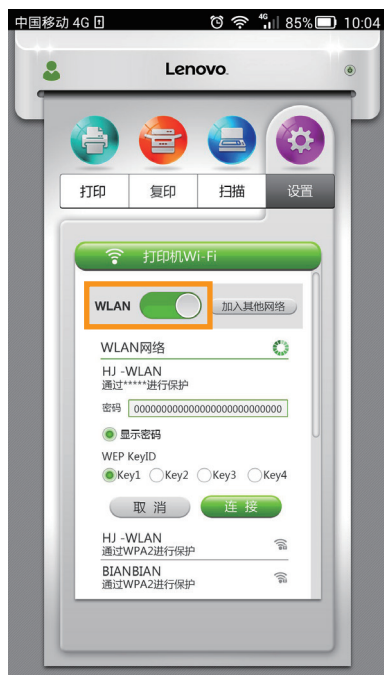 中国移动 4G 85% 10:04
4G
Lenovo.
打印 复印 扫描 设置
打印机Wi-Fi
WLAN 加入其他网络
WLAN网络
HJ -WLAN
通过*****进行保护
密码 00000000000000000000000000
显示密码
WEP KeyID
Key1 Key2 Key3 Key4
取 消 连 接
HJ -WLAN
通过WPA2进行保护
BIANBIAN
通过WPA2进行保护